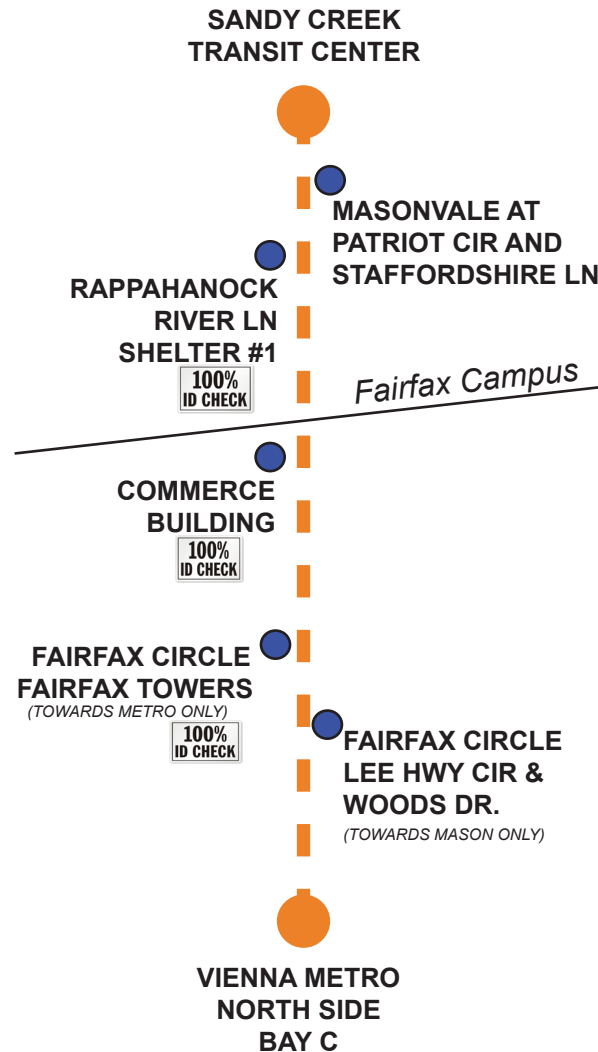 SANDY CREEK
TRANSIT CENTER
MASONVALE AT
PATRIOT CIR AND
STAFFORDSHIRE LN
RAPPAHANOCK
RIVER LN
SHELTER #1
100%
ID CHECK
Fairfax Campus
COMMERCE
BUILDING
100%
ID CHECK
FAIRFAX CIRCLE
FAIRFAX TOWERS
(TOWARDS METRO ONLY)
100%
ID CHECK
FAIRFAX CIRCLE
LEE HWY CIR &
WOODS DR.
(TOWARDS MASON ONLY)
VIENNA METRO
NORTH SIDE
BAY C